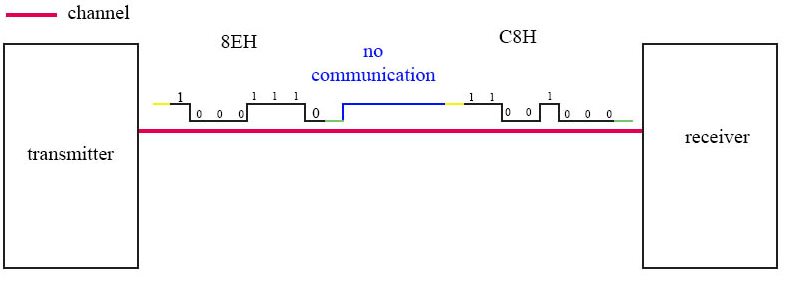 channel
8EH
no
communication
C8H
1 0 0 0 1 1 1 0
1 1 0 0 1 0 0 0
transmitter
receiver